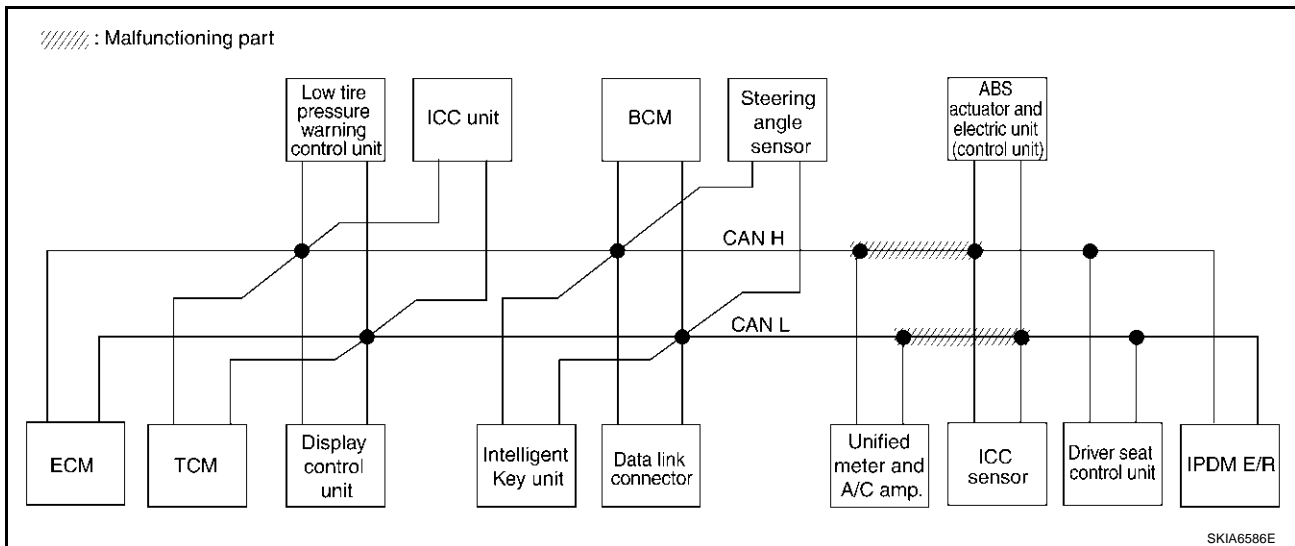 : Malfunctioning part
Low tire
pressure
warning
control unit
ICC unit
BCM
Steering
angle
sensor
ABS
actuator and
electric unit
(control unit)
CAN H
CAN L
ECM
TCM
Display
control
unit
Intelligent
Key unit
Data link
connector
Unified
meter and
A/C amp.
ICC
sensor
Driver seat
control unit
IPDM E/R
SKIA6586E